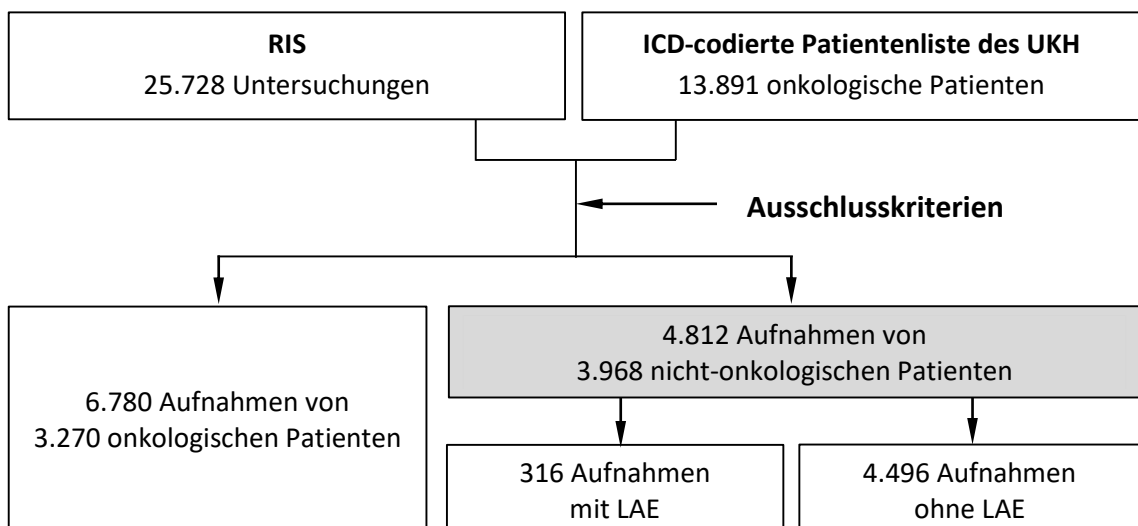 RIS
25.728 Untersuchungen
ICD-codierte Patientenliste des UKH
13.891 onkologische Patienten
Ausschlusskriterien
6.780 Aufnahmen von
3.270 onkologischen Patienten
4.812 Aufnahmen von
3.968 nicht-onkologischen Patienten
316 Aufnahmen
mit LAE
4.496 Aufnahmen
ohne LAE